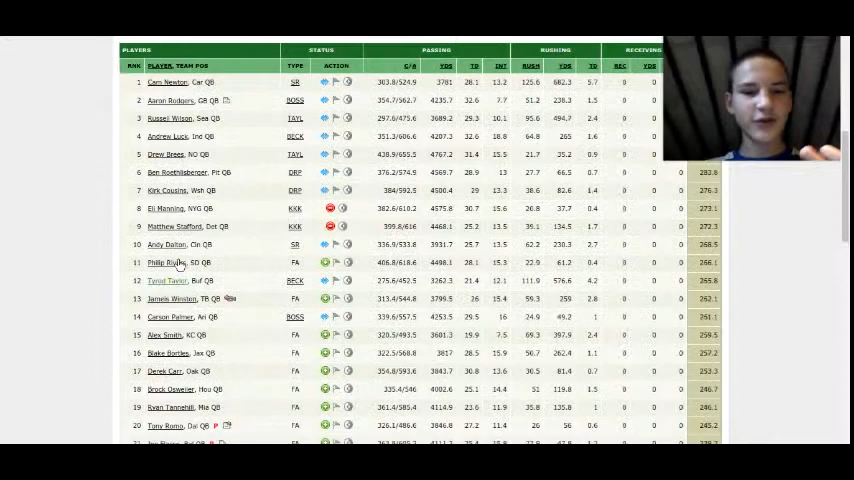 PLAYERS STATUS PASSING RUSHING RECEIVING
RNK PLAYER, TEAM POS TYPE ACTION C/A YDS TD INT RUSH YDS TD REC YDS
1 Cam Newton, Car QB SR 303.8/524.9 3781 28.1 13.2 125.6 682.3 5.7 0 0 0
2 Aaron Rodgers, GB QB BOSS 354.7/562.7 4235.7 32.6 7.7 51.2 238.3 1.5 0 0 0
3 Russell Wilson, Sea QB TAYL 297.6/475.6 3689.2 29.3 10.1 95.6 494.7 2.4 0 0 0
4 Andrew Luck, Ind QB BECK 351.3/606.6 4207.3 32.6 18.8 64.8 265 1.6 0 0 0
5 Drew Brees, NO QB TAYL 438.9/655.5 4767.2 31.4 15.5 21.7 35.2 0.9 0 0 0
6 Ben Roethlisberger, Pit QB DRP 376.2/574.9 4569.7 28.9 13 27.7 66.5 0.7 0 0 0 283.8
7 Kirk Cousins, Wsh QB DRP 384/592.5 4500.4 29 13.3 38.6 82.6 1.4 0 0 0 276.3
8 Eli Manning, NYG QB KKK 382.6/610.2 4575.8 30.7 15.6 20.8 37.7 0.4 0 0 0 273.1
9 Matthew Stafford, Det QB KKK 399.8/616 4468.1 25.2 13.5 39.1 134.5 1.7 0 0 0 272.3
10 Andy Dalton, Cin QB SR 336.9/533.8 3931.7 25.7 13.5 62.2 230.3 2.7 0 0 0 268.5
11 Philip SD QB FA 406.8/618.6 4498.1 28.1 15.3 22.9 61.2 0.4 0 0 0 266.1
12 Tyrod Taylor, Buf QB BECK 275.6/452.5 3262.3 21.4 12.1 111.9 576.6 4.2 0 0 0 265.8
13 Jameis Winston, TB QB FA 313.4/544.8 3799.5 26 15.4 59.3 259 2.8 0 0 0 262.1
14 Carson Palmer, Ari QB BOSS 339.6/557.5 4253.5 29.5 16 24.9 49.2 1 0 0 0 261.1
15 Alex Smith, KC QB FA 320.5/493.5 3601.3 19.9 7.5 69.3 397.9 2.4 0 0 0 259.5
16 Blake Bortles, Jax QB FA 322.5/568.8 3817 28.5 15.9 50.7 262.4 1.1 0 0 0 257.2
17 Derek Carr, Oak QB FA 354.8/593.6 3843.7 30.8 13.6 30.5 81.4 0.7 0 0 0 253.3
18 Brock Osweiler, Hou QB FA 335.4/546 4002.6 25.1 14.4 51 119.8 1.5 0 0 0 246.7
19 Ryan Tannehill, Mia QB FA 361.4/585.4 4114.9 23.6 11.9 35.8 135.8 1 0 0 0 246.1
20 Tony Romo, Dal QB P FA 326.1/486.6 3846.8 27.2 11.4 26 56 0.6 0 0 0 245.2